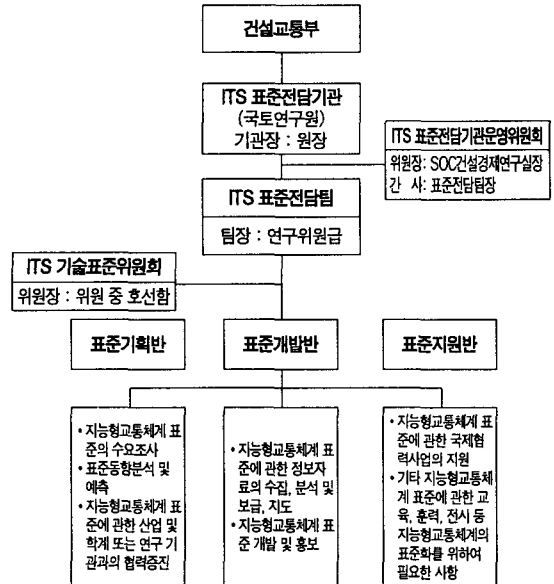 건설교통부
ITS 표준전담기관
(국토연구원)
기관장 : 원장
ITS 표준전담기관운영위원회
위원장: SOC건설경제연구실장
간 사: 표준전담팀장
ITS 표준전담팀
팀장 : 연구위원급
ITS 기술표준위원회
위원장 : 위원 중 호선함
표준기획반
표준개발반
표준지원반
• 지능형교통체계 표
준의 수요조사
• 표준동향분석 및
예측
• 지능형교통체계 표
준에 관한 산업 및
학계 또는 연구 기
관과의 협력증진
• 지능형교통체계 표
준에 관한 정보자
료의 수집, 분석 및
보급, 지도
• 지능형교통체계 표
준 개발 및 홍보
• 지능형교통체계 표
준에 관한 국제협
력사업의 지원
• 기타 지능형교통체
계 표준에 관한 교
육, 훈련, 전시 등
지능형교통체계의
표준화를 위하여
필요한 사항